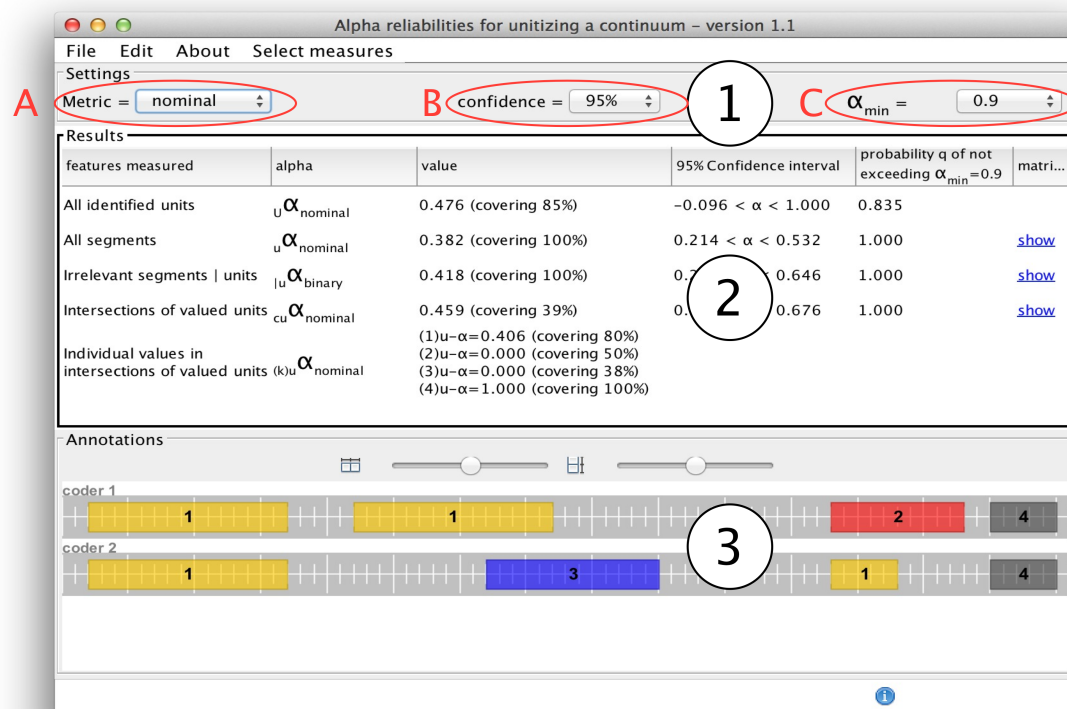 Alpha reliabilities for unitizing a continuum – version 1.1
File Edit About Select measures
Settings
A Metric = nominal B confidence = 95% 1 C αmin = 0.9
Results
features measured alpha value 95% Confidence interval probability q of not exceeding αmin=0.9 matri...
All identified units Uαnominal 0.476 (covering 85%) −0.096 < α < 1.000 0.835
All segments uαnominal 0.382 (covering 100%) 0.214 < α < 0.532 1.000 show
Irrelevant segments | units |uαbinary 0.418 (covering 100%) 0.646 1.000 show
2
Intersections of valued units cuαnominal 0.459 (covering 39%) 0.676 1.000 show
Individual values in
intersections of valued units (k)uαnominal
(1)u−α=0.406 (covering 80%)
(2)u−α=0.000 (covering 50%)
(3)u−α=0.000 (covering 38%)
(4)u−α=1.000 (covering 100%)
Annotations
coder 1
1 1 2 4
3
coder 2
1 3 1 4